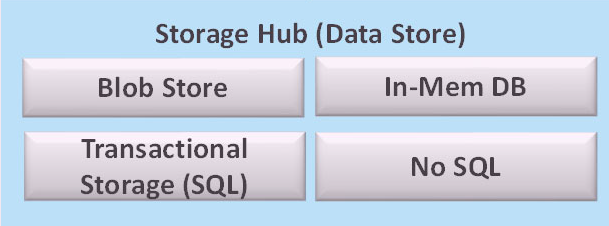 Storage Hub (Data Store)
Blob Store
In-Mem DB
Transactional
Storage (SQL)
No SQL